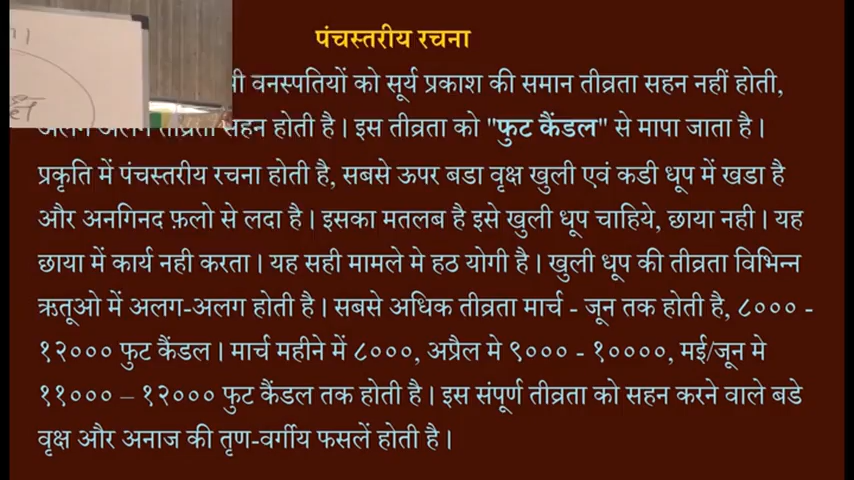 पंचस्तरीय रचना
वनस्पतियों को सूर्य प्रकाश की समान तीव्रता सहन नहीं होती,
अलग अलग तीव्रता सहन होती है। इस तीव्रता को "फुट कैंडल" से मापा जाता है।
प्रकृति में पंचस्तरीय रचना होती है, सबसे ऊपर बडा वृक्ष खुली एवं कडी धूप में खडा है
और अनगिनद फ़लो से लदा है। इसका मतलब है इसे खुली धूप चाहिये, छाया नही। यह
छाया में कार्य नही करता। यह सही मामले मे हठ योगी है। खुली धूप की तीव्रता विभिन्न
ऋतूओ में अलग-अलग होती है। सबसे अधिक तीव्रता मार्च - जून तक होती है, ८००० -
१२००० फुट कैंडल। मार्च महीने में ८०००, अप्रैल मे ९००० - १००००, मई/जून मे
११००० – १२००० फुट कैंडल तक होती है। इस संपूर्ण तीव्रता को सहन करने वाले बडे
वृक्ष और अनाज की तृण-वर्गीय फसलें होती है।